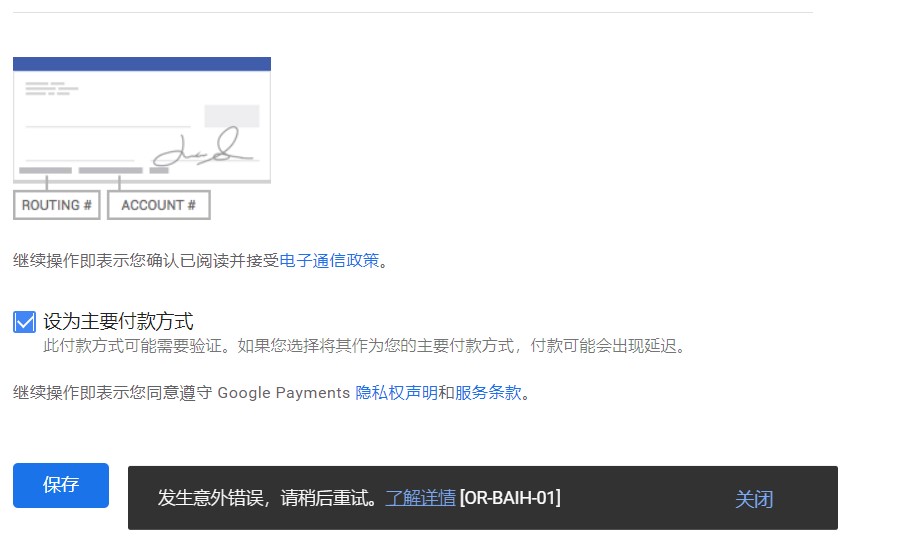 ROUTING # ACCOUNT #
继续操作即表示您确认已阅读并接受电子通信政策。
设为主要付款方式
此付款方式可能需要验证。如果您选择将其作为您的主要付款方式，付款可能会出现延迟。
继续操作即表示您同意遵守 Google Payments 隐私权声明和服务条款。
保存
发生意外错误，请稍后重试。了解详情 [OR-BAIH-01] 关闭